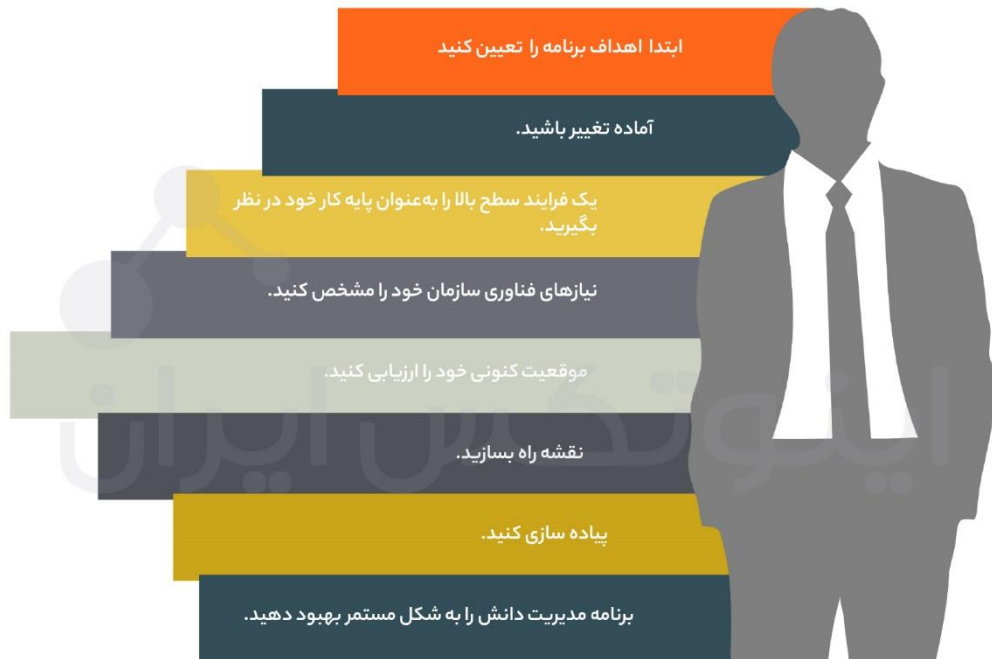 ابتدا اهداف برنامه را تعیین کنید
آماده تغییر باشید.
یک فرایند سطح بالا را به‌عنوان پایه کار خود در نظر
بگیرید.
نیازهای فناوری سازمان خود را مشخص کنید.
موقعیت کنونی خود را ارزیابی کنید.
نقشه راه بسازید.
پیاده سازی کنید.
برنامه مدیریت دانش را به شکل مستمر بهبود دهید.
اینوتکس ایران